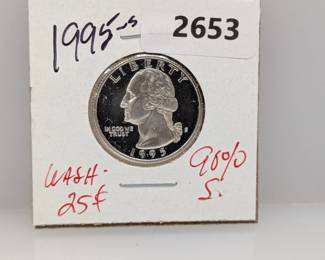 1995-S
2653
LIBERTY
IN GOD WE
TRUST
S
1995
WASH.
25¢
90%
S.